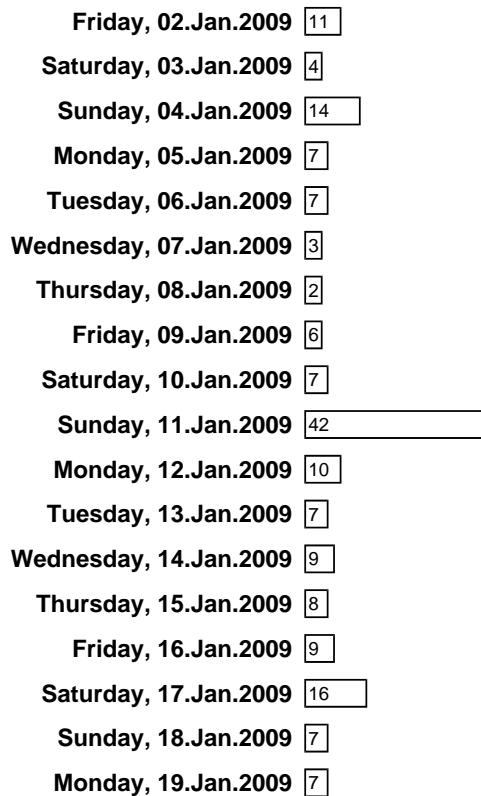 Friday, 02.Jan.2009 11
Saturday, 03.Jan.2009 4
Sunday, 04.Jan.2009 14
Monday, 05.Jan.2009 7
Tuesday, 06.Jan.2009 7
Wednesday, 07.Jan.2009 3
Thursday, 08.Jan.2009 2
Friday, 09.Jan.2009 6
Saturday, 10.Jan.2009 7
Sunday, 11.Jan.2009 42
Monday, 12.Jan.2009 10
Tuesday, 13.Jan.2009 7
Wednesday, 14.Jan.2009 9
Thursday, 15.Jan.2009 8
Friday, 16.Jan.2009 9
Saturday, 17.Jan.2009 16
Sunday, 18.Jan.2009 7
Monday, 19.Jan.2009 7